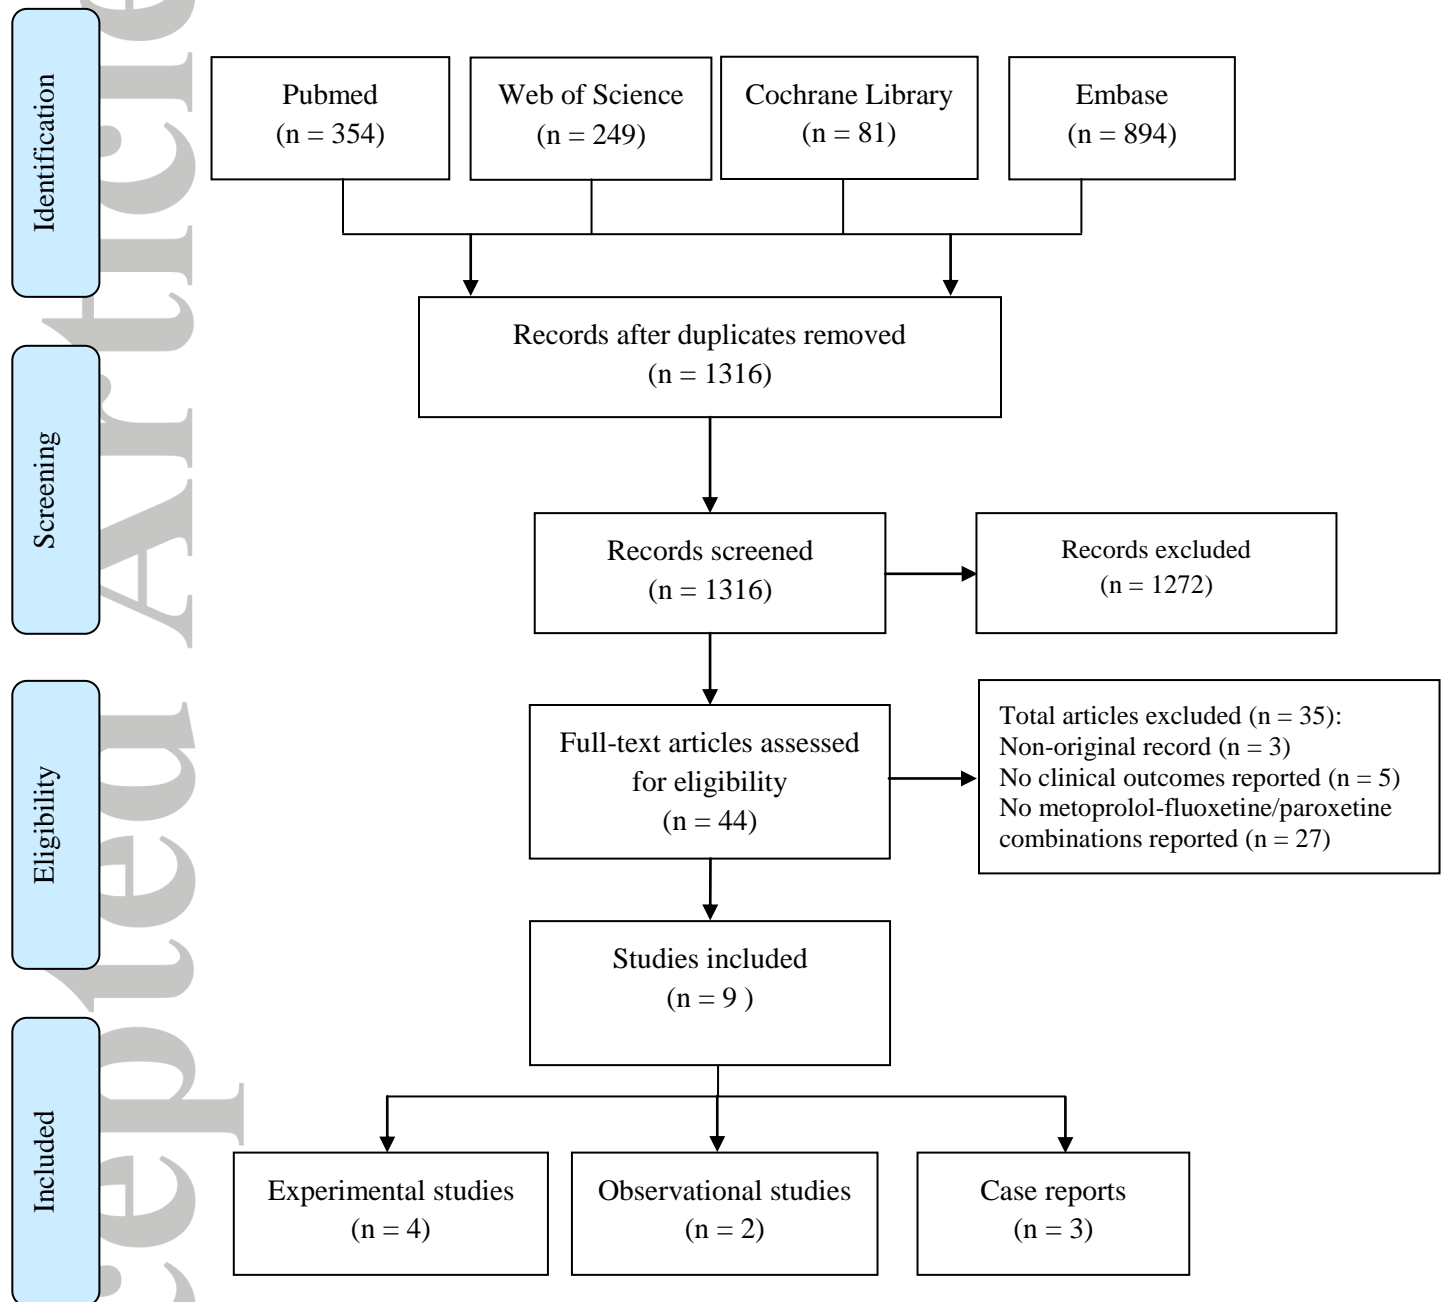 Identification
Pubmed
(n = 354)
Web of Science
(n = 249)
Cochrane Library
(n = 81)
Embase
(n = 894)
Records after duplicates removed
(n = 1316)
Screening
Records screened
(n = 1316)
Records excluded
(n = 1272)
Eligibility
Full-text articles assessed
for eligibility
(n = 44)
Total articles excluded (n = 35):
Non-original record (n = 3)
No clinical outcomes reported (n = 5)
No metoprolol-fluoxetine/paroxetine
combinations reported (n = 27)
Studies included
(n = 9 )
Included
Experimental studies
(n = 4)
Observational studies
(n = 2)
Case reports
(n = 3)
cepted Article